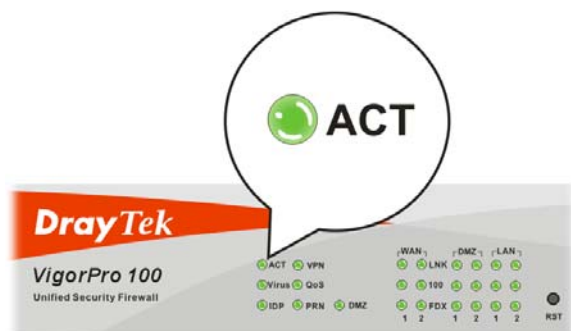 ACT
DrayTek
VigorPro 100
Unified Security Firewall
ACT VPN
Virus QoS
IDP PRN DMZ
WAN DMZ LAN
LNK
100
FDX
1 2 1 2 1 2
RST